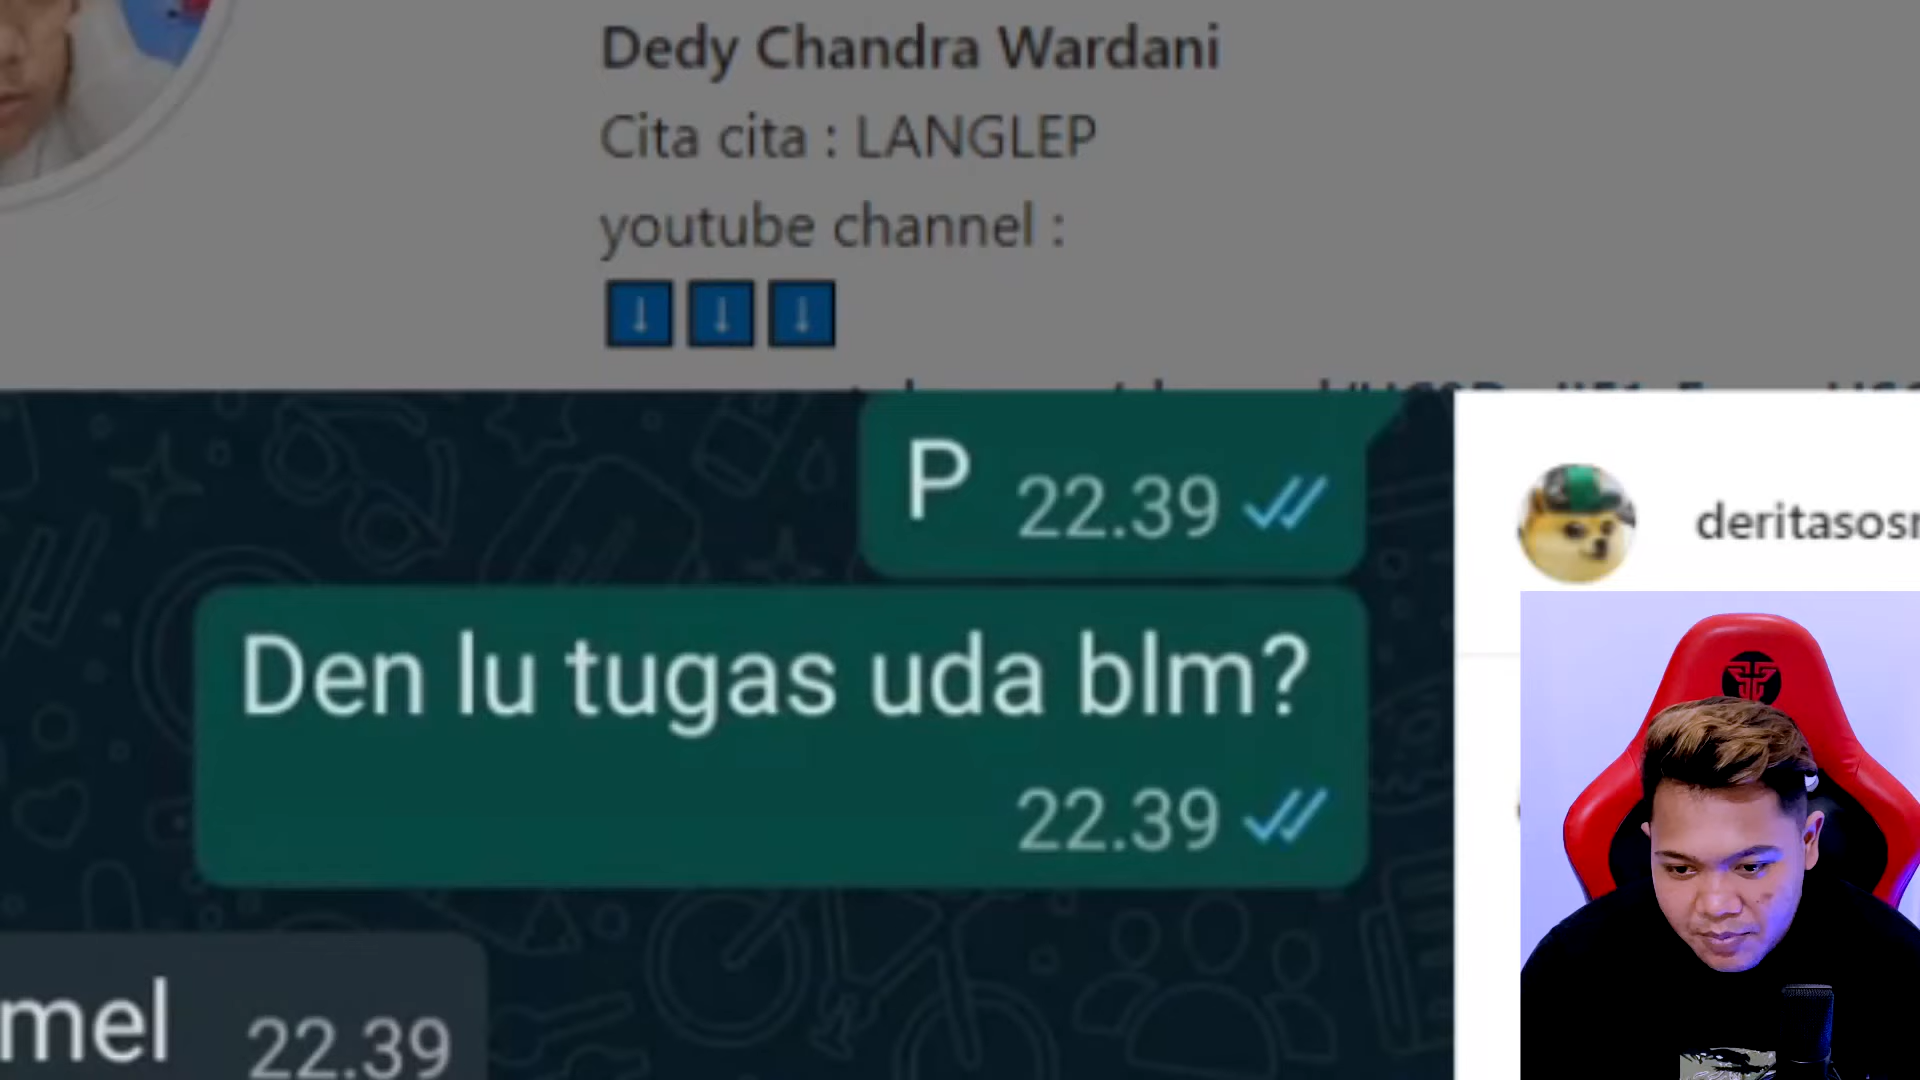 Dedy Chandra Wardani
Cita cita : LANGLEP
youtube channel :
P 22.39
Den lu tugas uda blm?
22.39
mel 22.39